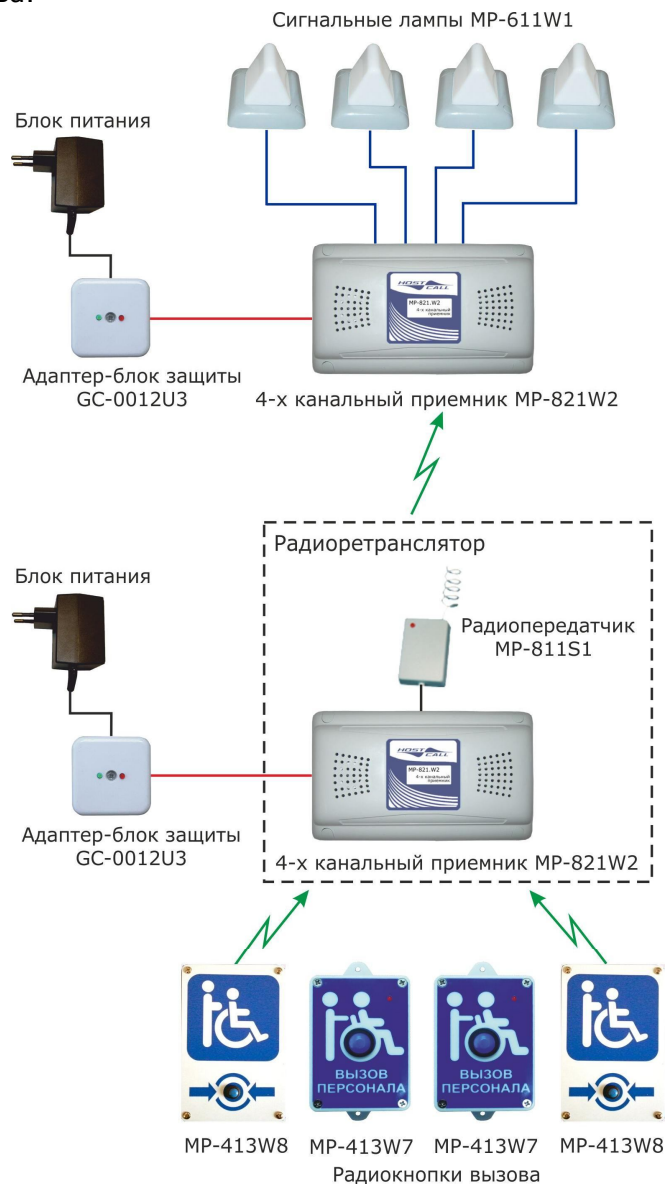 Сигнальные лампы MP-611W1
Блок питания
HOST CALL
MP-821.W2
4-х канальный
приемник
Адаптер-блок защиты
GC-0012U3
4-х канальный приемник MP-821W2
Радиоретранслятор
Блок питания
Радиопередатчик
MP-811S1
HOST CALL
MP-821.W2
4-х канальный
приемник
Адаптер-блок защиты
GC-0012U3
4-х канальный приемник MP-821W2
ВЫЗОВ
ПЕРСОНАЛА
ВЫЗОВ
ПЕРСОНАЛА
MP-413W8 MP-413W7 MP-413W7 MP-413W8
Радиокнопки вызова